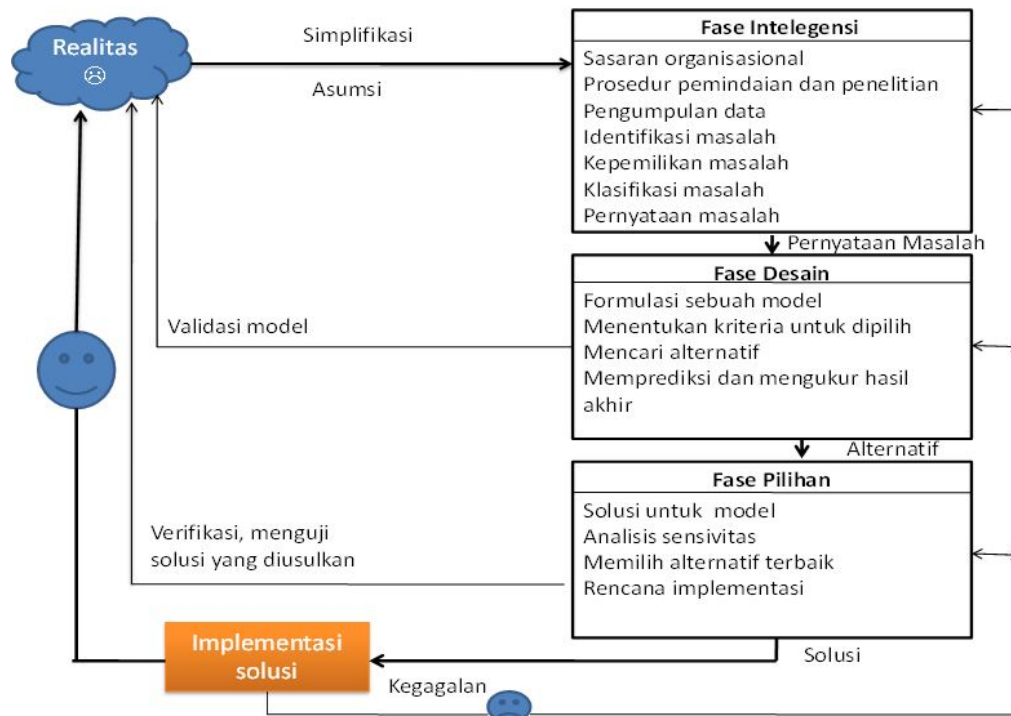 Realitas
Simplifikasi
Asumsi
Fase Intelegensi
Sasaran organisasional
Prosedur pemindaian dan penelitian
Pengumpulan data
Identifikasi masalah
Kepemilikan masalah
Klasifikasi masalah
Pernyataan masalah
Pernyataan Masalah
Fase Desain
Formulasi sebuah model
Menentukan kriteria untuk dipilih
Mencari alternatif
Memprediksi dan mengukur hasil
akhir
Validasi model
Alternatif
Fase Pilihan
Solusi untuk model
Analisis sensivitas
Memilih alternatif terbaik
Rencana implementasi
Verifikasi, menguji
solusi yang diusulkan
Solusi
Implementasi
solusi
Kegagalan